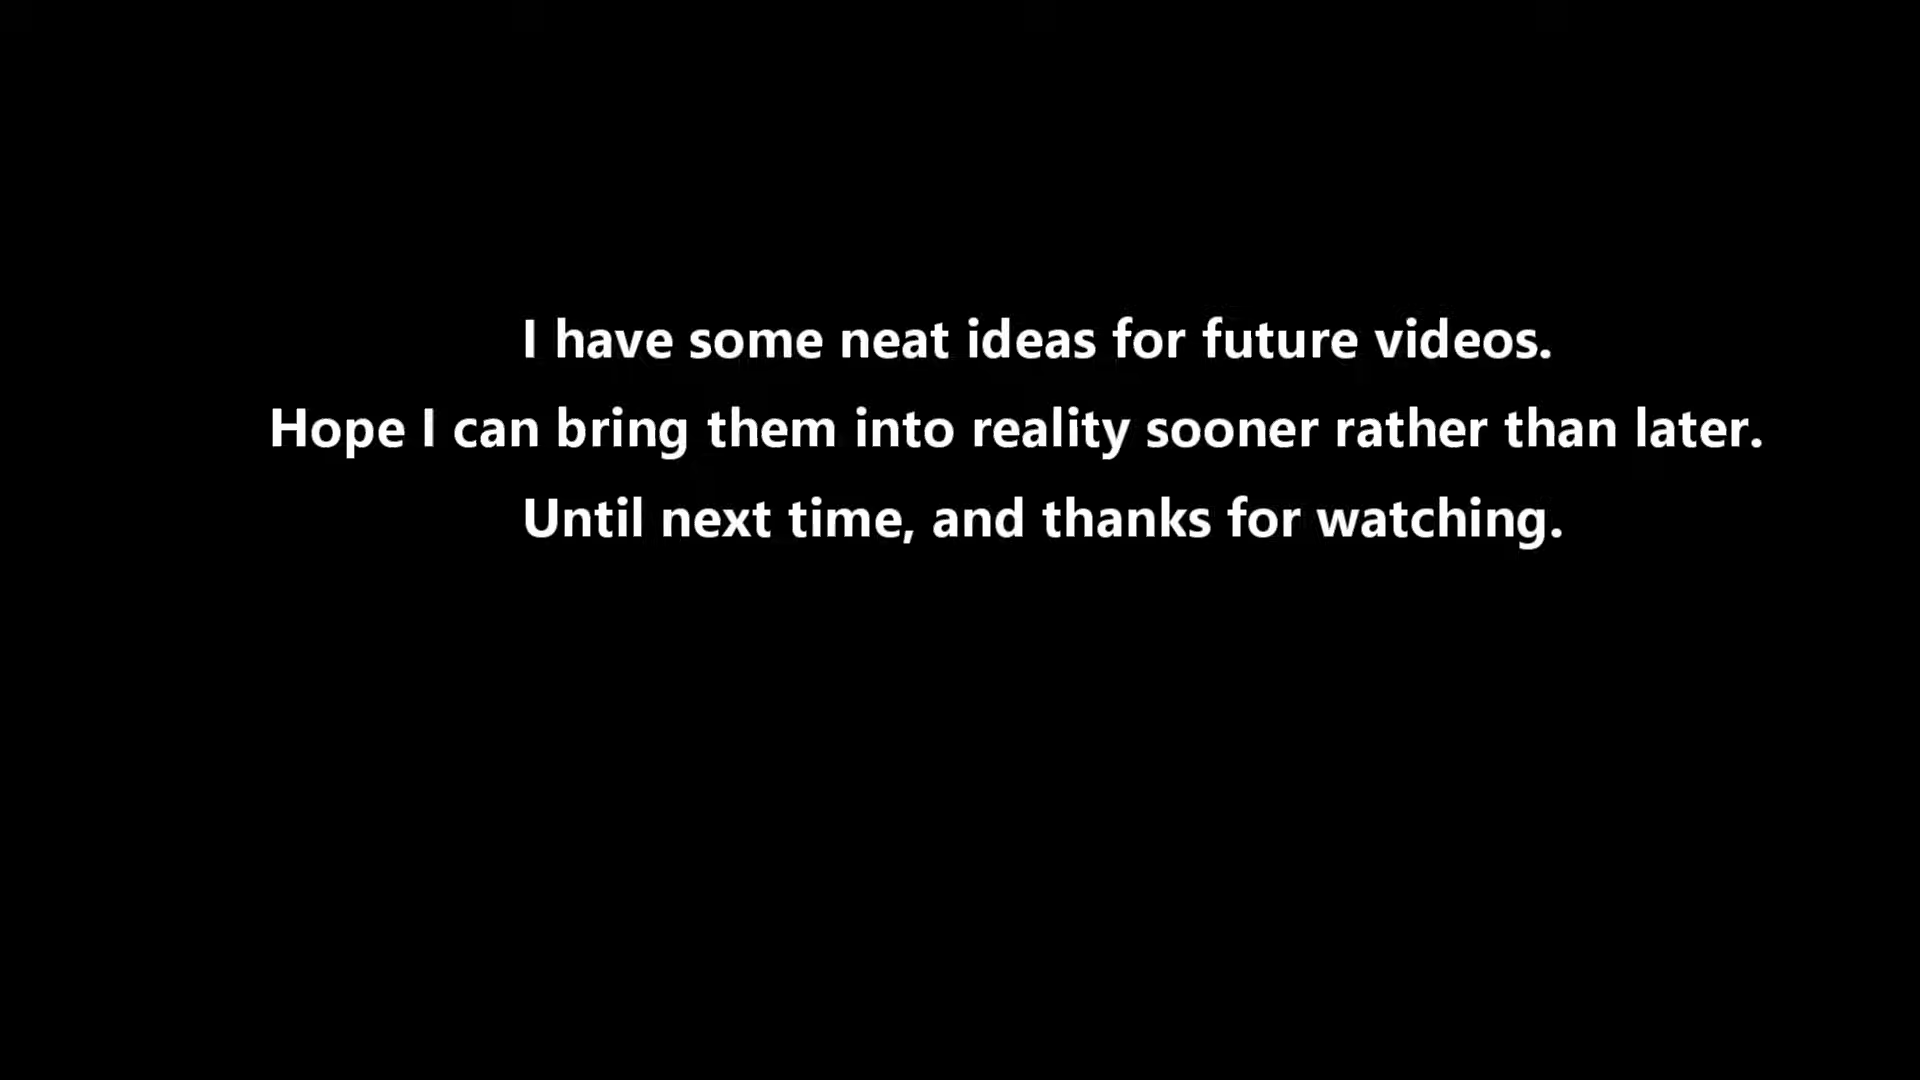 I have some neat ideas for future videos.
Hope I can bring them into reality sooner rather than later.
Until next time, and thanks for watching.